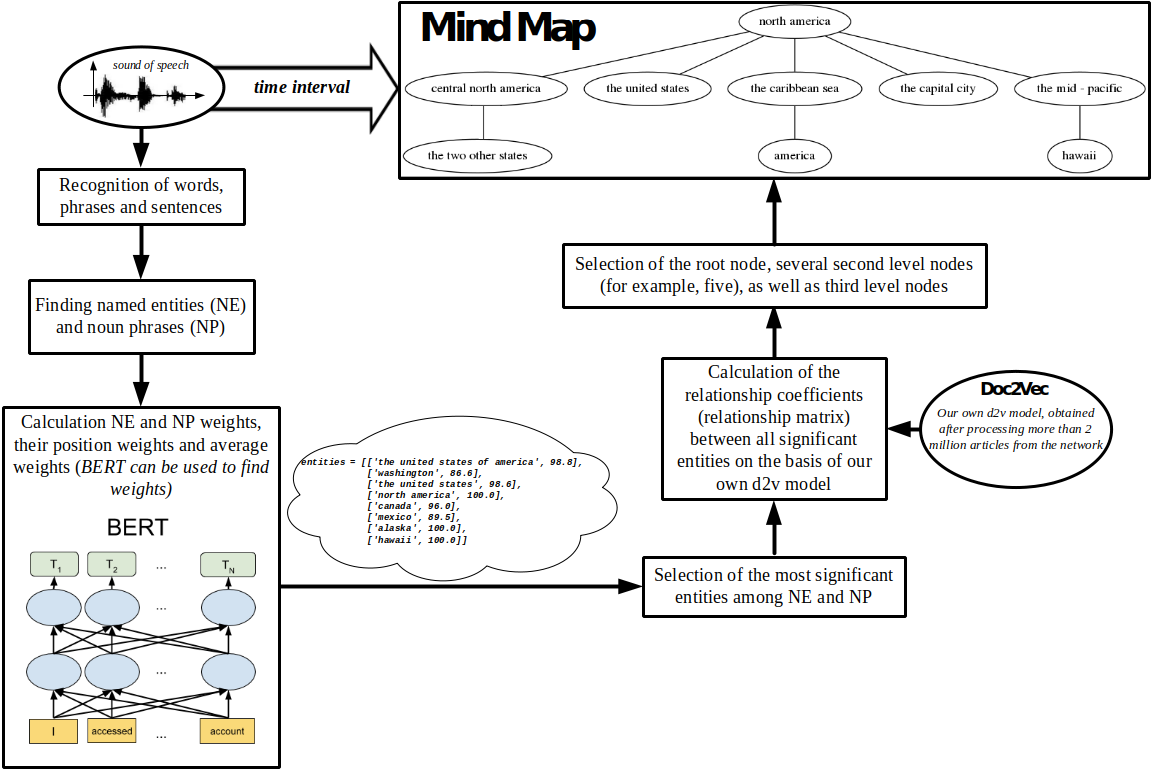 sound of speech
time interval
Mind Map
north america
central north america
the united states
the caribbean sea
the capital city
the mid - pacific
the two other states
america
hawaii
Recognition of words,
phrases and sentences
Finding named entities (NE)
and noun phrases (NP)
Calculation NE and NP weights,
their position weights and average
weights (BERT can be used to find
weights)
BERT
T1 T2 ... TN
...
...
I accessed ... account
entities = [['the united states of america', 98.8],
['washington', 86.6],
['the united states', 98.6],
['north america', 100.0],
['canada', 96.0],
['mexico', 89.5],
['alaska', 100.0],
['hawaii', 100.0]]
Selection of the most significant
entities among NE and NP
Calculation of the
relationship coefficients
(relationship matrix)
between all significant
entities on the basis of our
own d2v model
Doc2Vec
Our own d2v model, obtained
after processing more than 2
million articles from the network
Selection of the root node, several second level nodes
(for example, five), as well as third level nodes